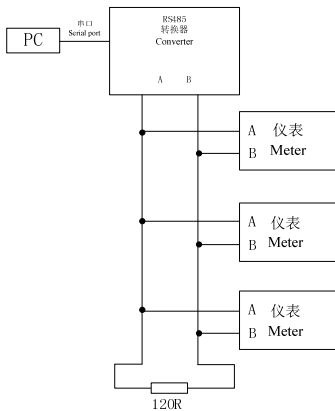 PC
串口
Serial port
RS485
转换器
Converter
A B
A 仪表
B Meter
A 仪表
B Meter
A 仪表
B Meter
120R